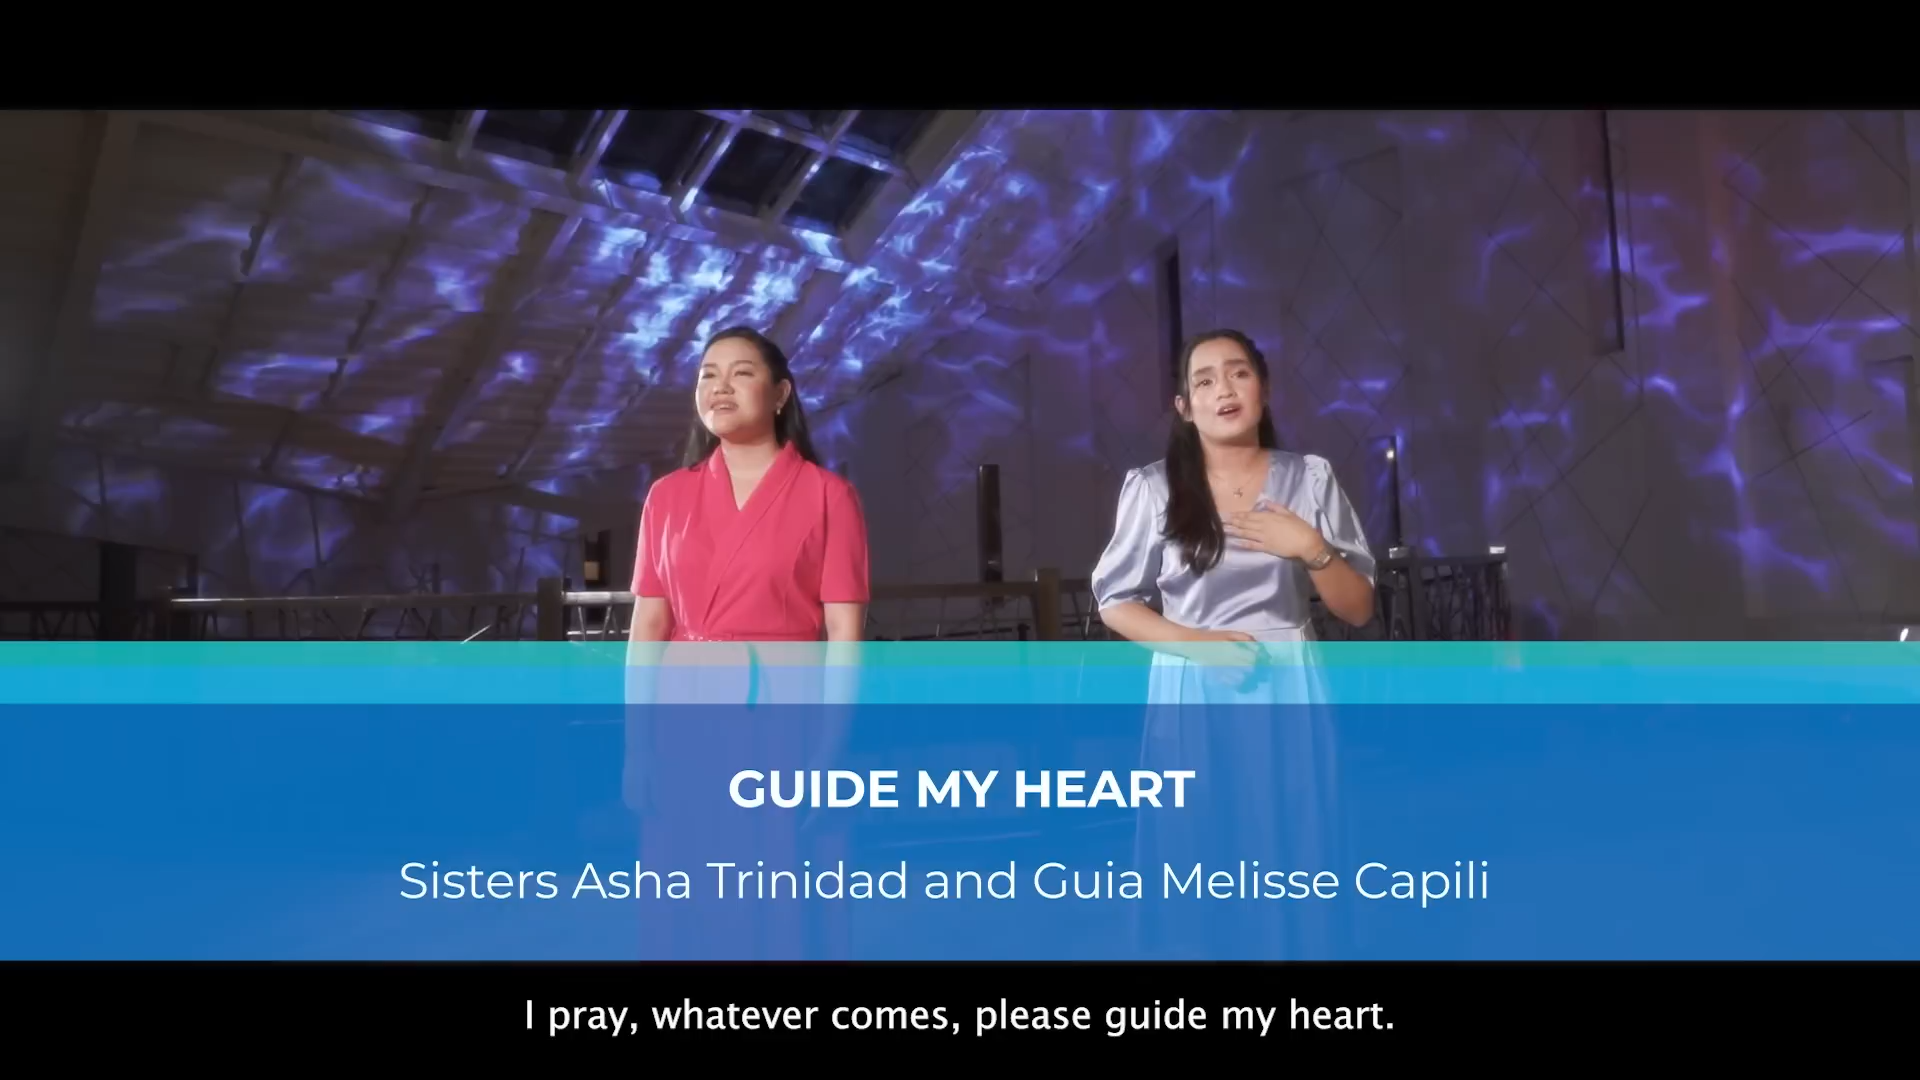 GUIDE MY HEART
Sisters Asha Trinidad and Guia Melisse Capili
I pray, whatever comes, please guide my heart.